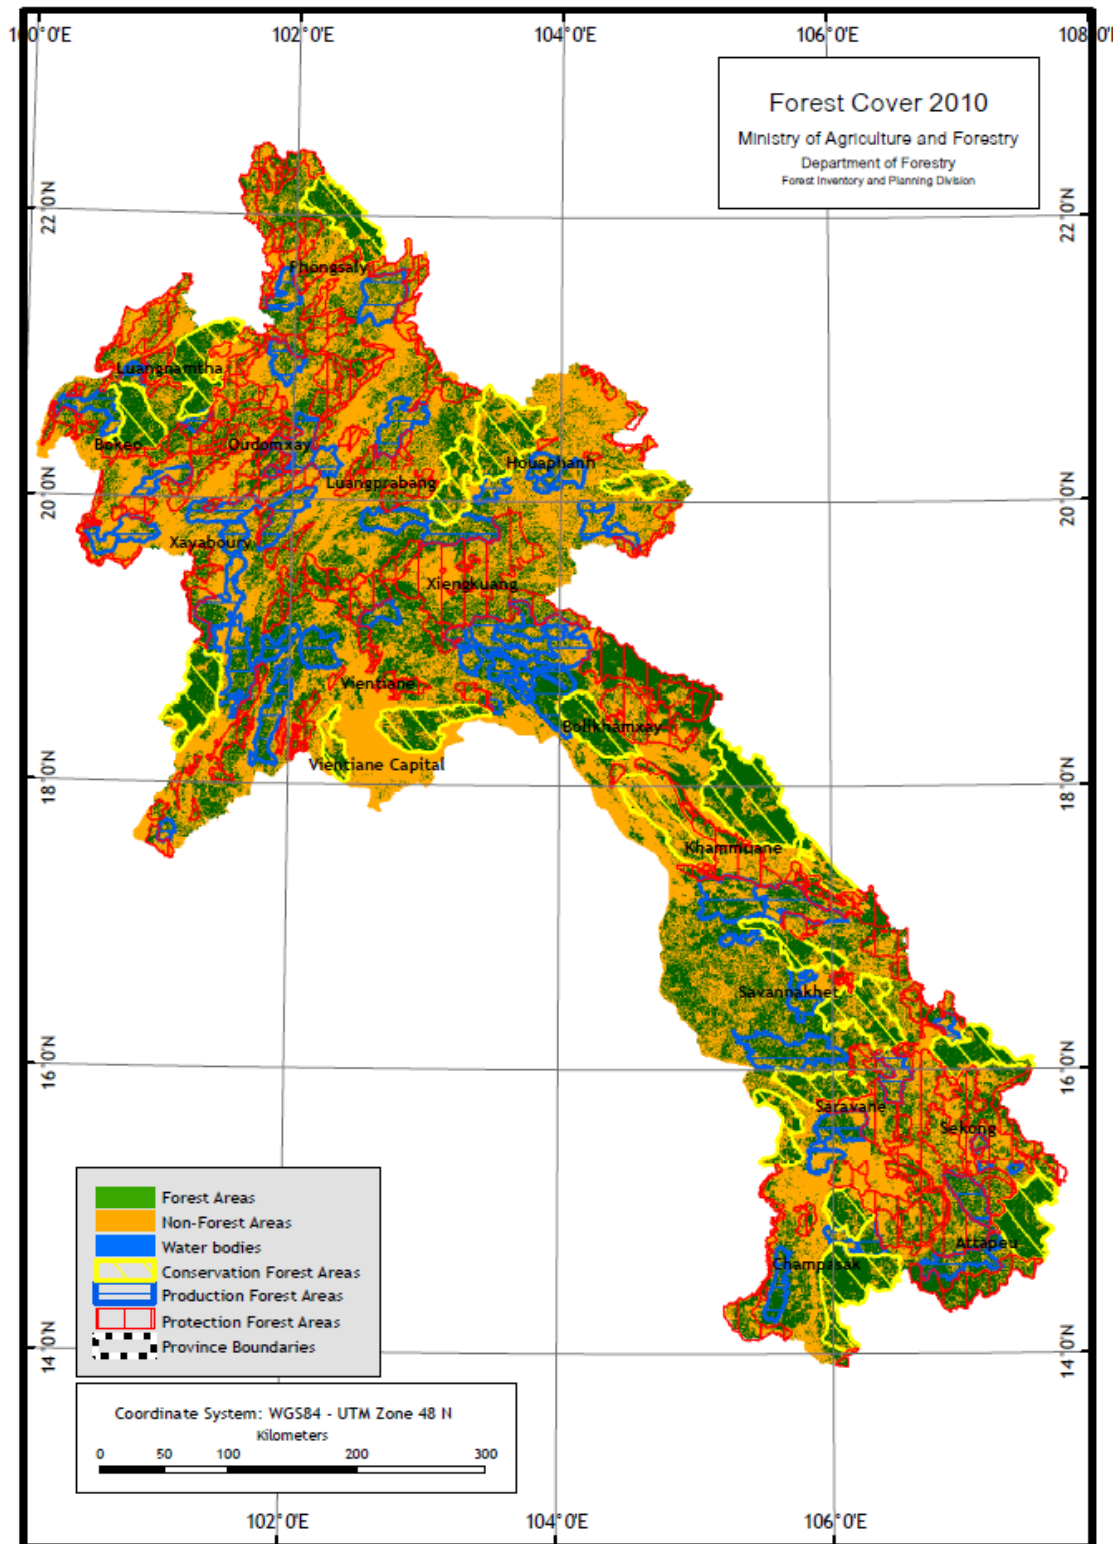 100°0'E 102°0'E 104°0'E 106°0'E 108°0'
Forest Cover 2010
Ministry of Agriculture and Forestry
Department of Forestry
Forest Inventory and Planning Division
22°0'N 22°0'N
Phongsaly
Luangnamtha
Bokeo Oudomxay
Houaphanh
Luangprabang
20°0'N 20°0'N
Xayaboury
Xiengkuang
Vientiane
Bolikhamxay
Vientiane Capital
18°0'N 18°0'N
Khammuane
Savannakhet
16°0'N 16°0'N
Saravane
Sekong
Attapeu
Champasak
14°0'N 14°0'N
Forest Areas
Non-Forest Areas
Water bodies
Conservation Forest Areas
Production Forest Areas
Protection Forest Areas
Province Boundaries
Coordinate System: WGS84 - UTM Zone 48 N
Kilometers
0 50 100 200 300
102°0'E 104°0'E 106°0'E